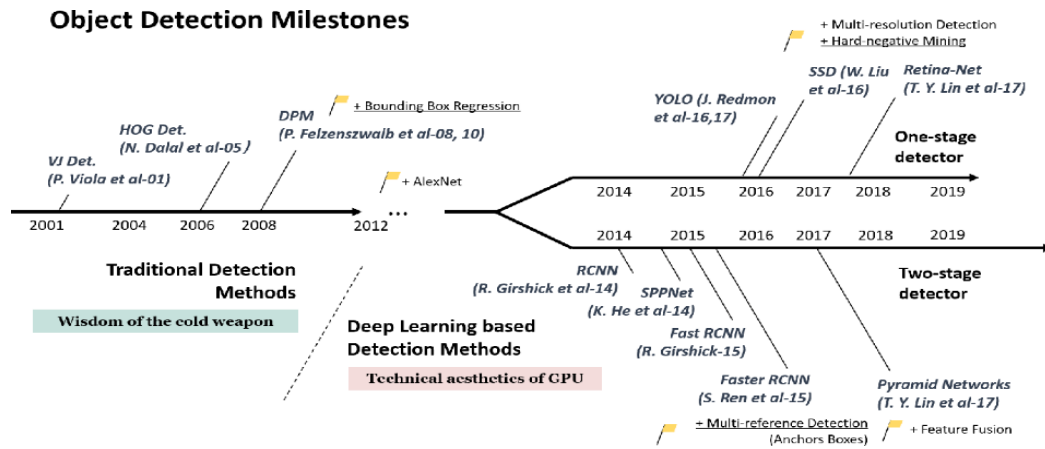 Object Detection Milestones
+ Multi-resolution Detection
+ Hard-negative Mining
SSD (W. Liu
et al-16)
Retina-Net
(T. Y. Lin et al-17)
YOLO (J. Redmon
et al-16,17)
+ Bounding Box Regression
DPM
(P. Felzenszwaib et al-08, 10)
HOG Det.
(N. Dalal et al-05)
VJ Det.
(P. Viola et al-01)
+ AlexNet
One-stage
detector
2014 2015 2016 2017 2018 2019
2001 2004 2006 2008 2012 ...
2014 2015 2016 2017 2018 2019
Traditional Detection
Methods
Wisdom of the cold weapon
Deep Learning based
Detection Methods
Technical aesthetics of GPU
RCNN
(R. Girshick et al-14)
SPPNet
(K. He et al-14)
Fast RCNN
(R. Girshick-15)
Faster RCNN
(S. Ren et al-15)
Two-stage
detector
Pyramid Networks
(T. Y. Lin et al-17)
+ Multi-reference Detection
(Anchors Boxes)
+ Feature Fusion